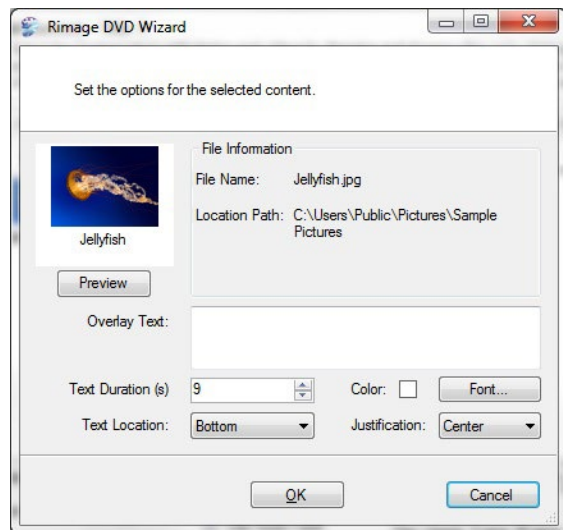 Rimage DVD Wizard
Set the options for the selected content.
File Information
File Name: Jellyfish.jpg
Location Path: C:\Users\Public\Pictures\Sample
Pictures
Jellyfish
Preview
Overlay Text:
Text Duration (s) 9 Color: Font...
Text Location: Bottom Justification: Center
OK Cancel